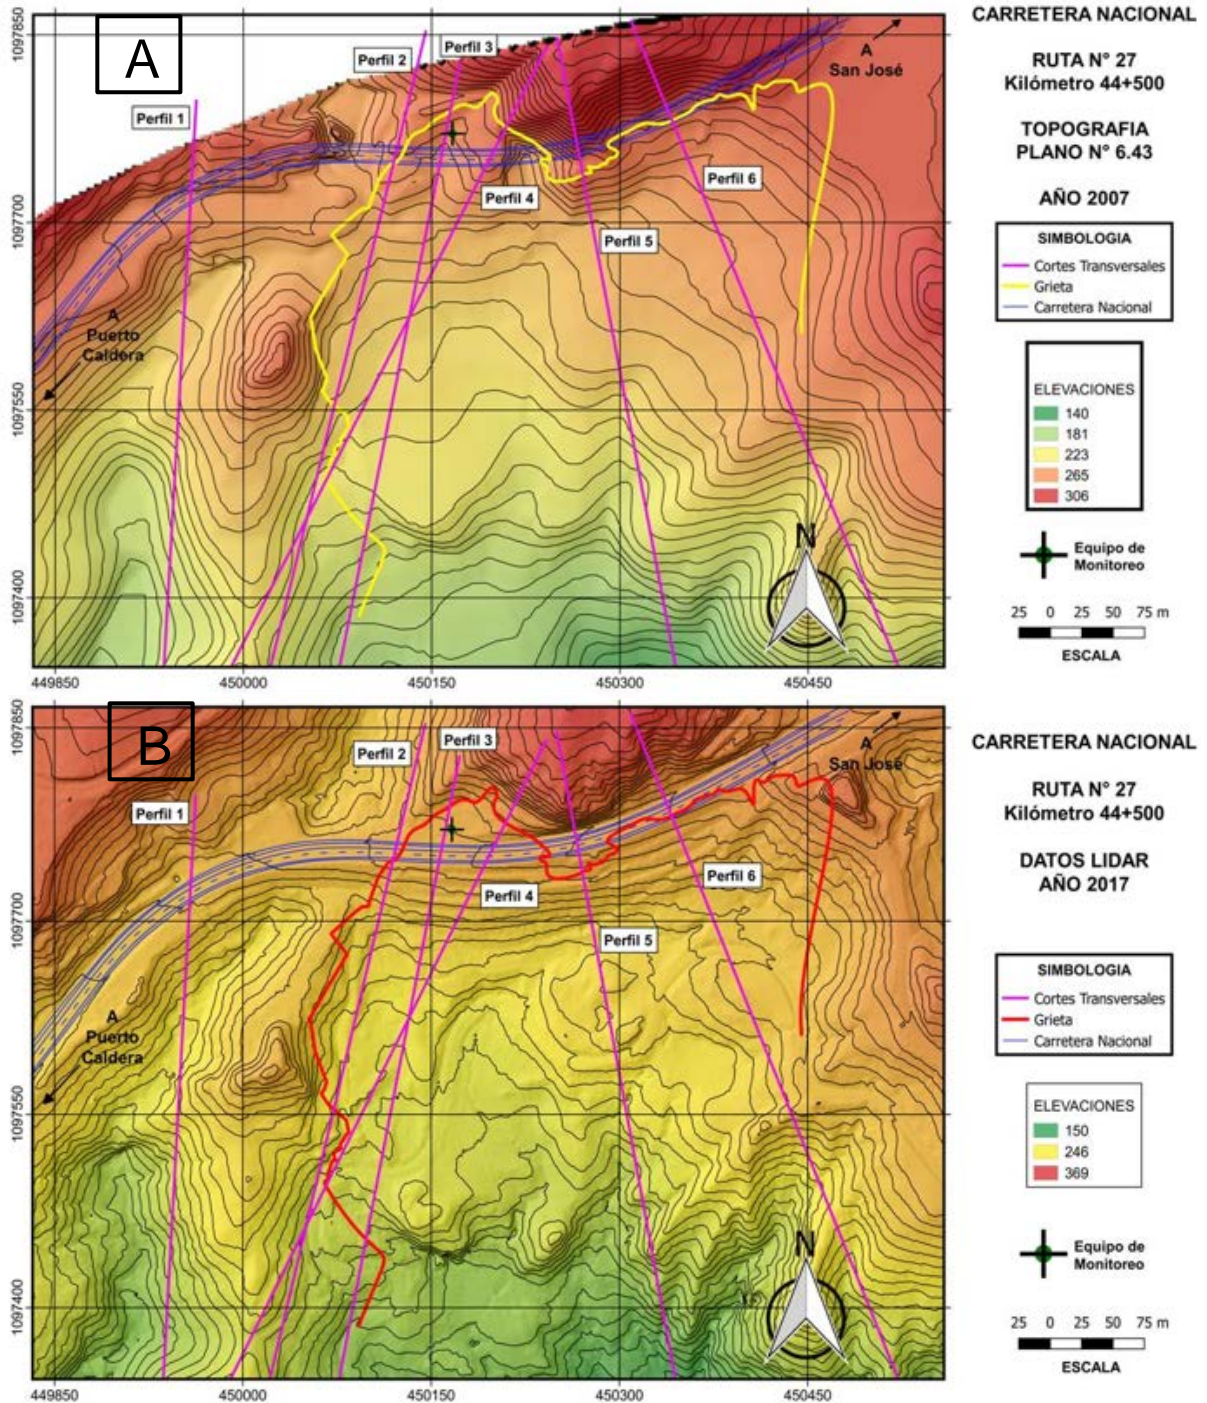 A
1097850
1097700
1097550
1097400
Perfil 1
Perfil 2
Perfil 3
Perfil 4
Perfil 5
Perfil 6
A
San José
A
Puerto
Caldera
N
449850
450000
450150
450300
450450
CARRETERA NACIONAL
RUTA N° 27
Kilómetro 44+500
TOPOGRAFIA
PLANO N° 6.43
AÑO 2007
SIMBOLOGIA
Cortes Transversales
Grieta
Carretera Nacional
ELEVACIONES
140
181
223
265
306
Equipo de
Monitoreo
25 0 25 50 75 m
ESCALA
B
1097850
1097700
1097550
1097400
Perfil 1
Perfil 2
Perfil 3
Perfil 4
Perfil 5
Perfil 6
A
San José
A
Puerto
Caldera
N
449850
450000
450150
450300
450450
CARRETERA NACIONAL
RUTA N° 27
Kilómetro 44+500
DATOS LIDAR
AÑO 2017
SIMBOLOGIA
Cortes Transversales
Grieta
Carretera Nacional
ELEVACIONES
150
246
369
Equipo de
Monitoreo
25 0 25 50 75 m
ESCALA